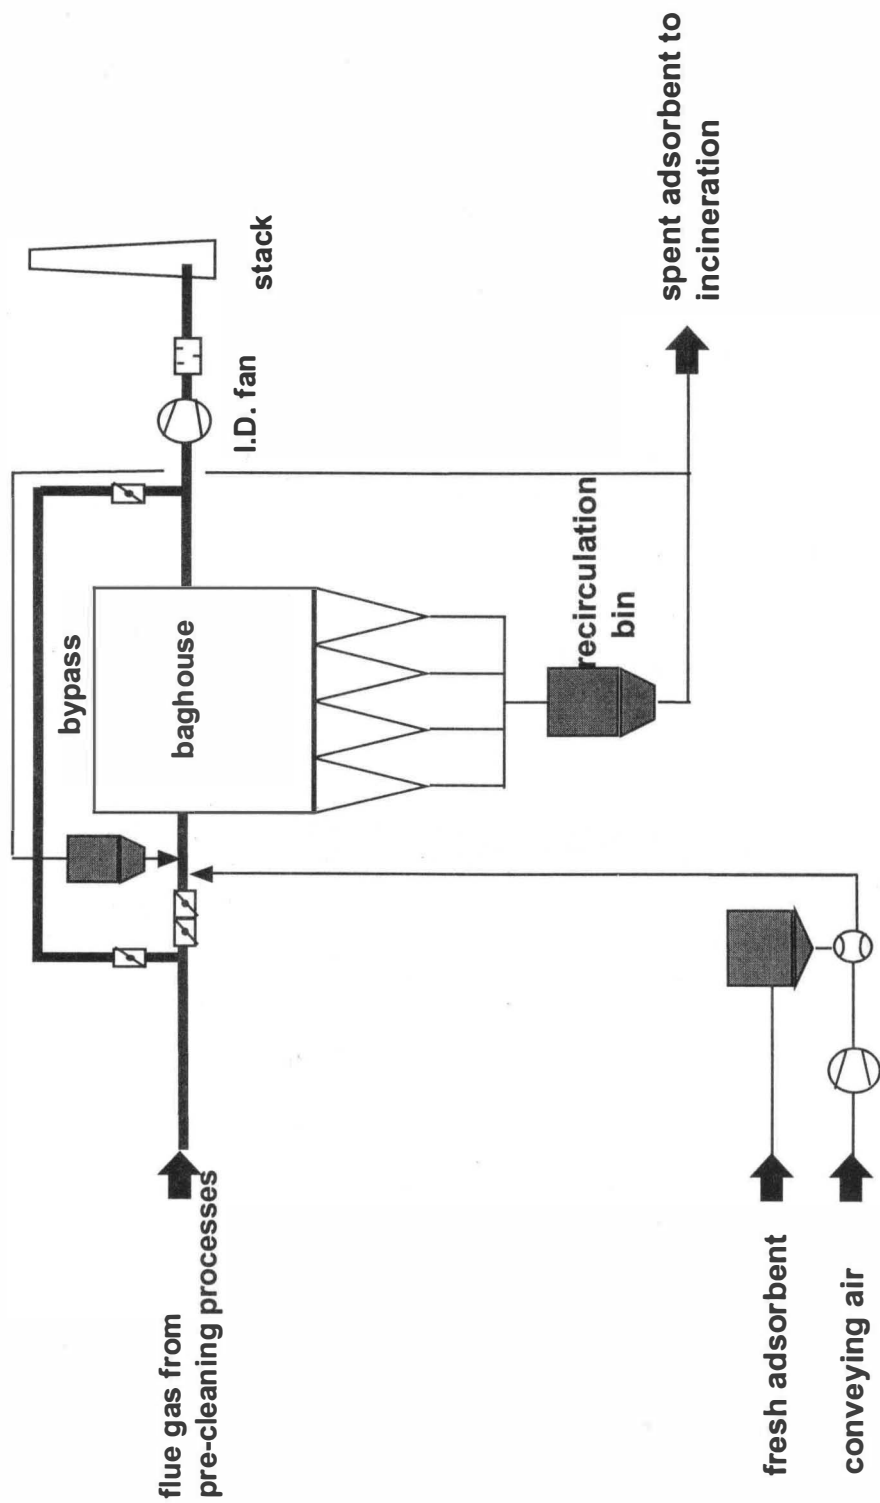 flue gas from
pre-cleaning processes
bypass
baghouse
I.D. fan
stack
recirculation
bin
spent adsorbent to
incineration
fresh adsorbent
conveying air